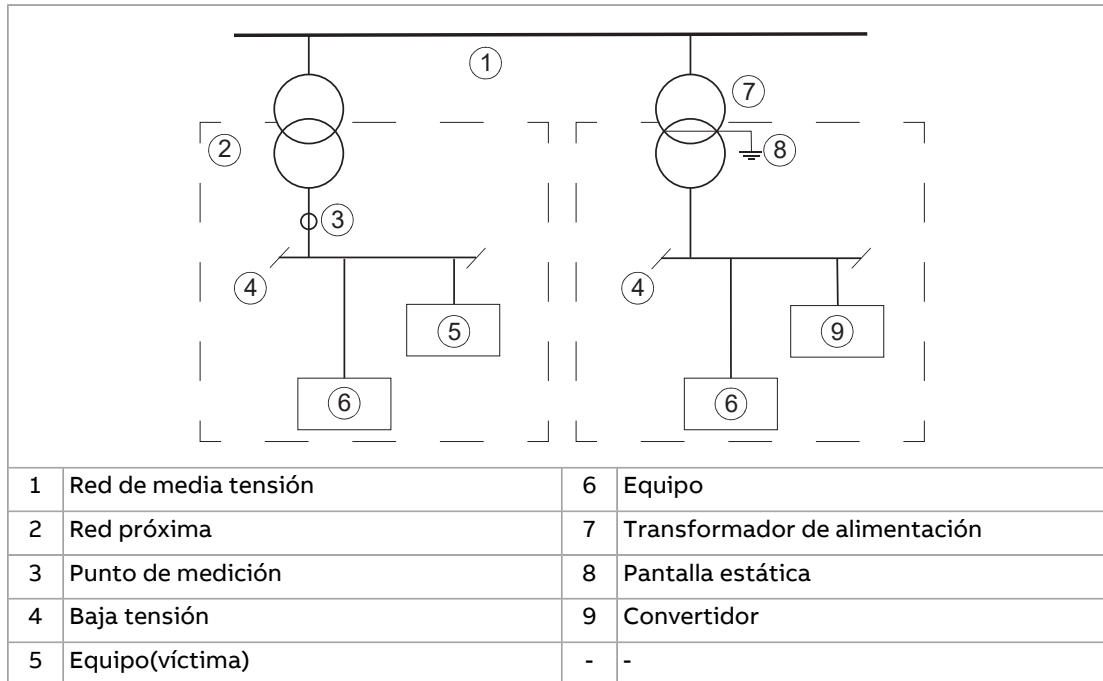 1
7
2
8
3
4
4
5
9
6
6
1 Red de media tensión 6 Equipo
2 Red próxima 7 Transformador de alimentación
3 Punto de medición 8 Pantalla estática
4 Baja tensión 9 Convertidor
5 Equipo(víctima) - -